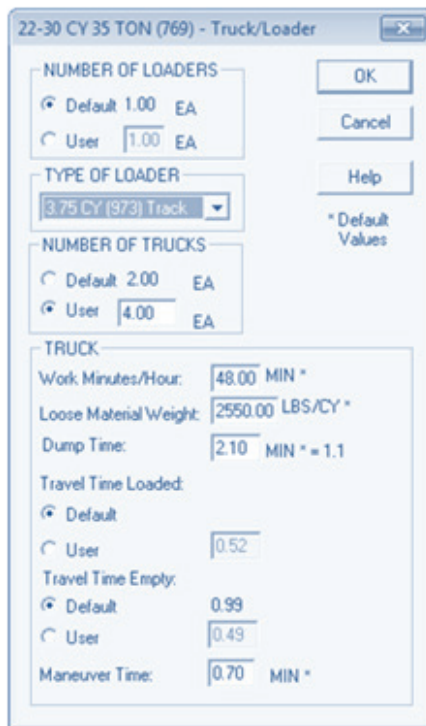 22-30 CY 35 TON (769) - Truck/Loader
NUMBER OF LOADERS
Default 1.00 EA
User 1.00 EA
OK
Cancel
TYPE OF LOADER
3.75 CY (973) Track
Help
* Default
Values
NUMBER OF TRUCKS
Default 2.00 EA
User 4.00 EA
TRUCK
Work Minutes/Hour: 48.00 MIN *
Loose Material Weight: 2550.00 LBS/CY *
Dump Time: 2.10 MIN * = 1.1
Travel Time Loaded:
Default
User 0.52
Travel Time Empty:
Default 0.99
User 0.49
Maneuver Time: 0.70 MIN *